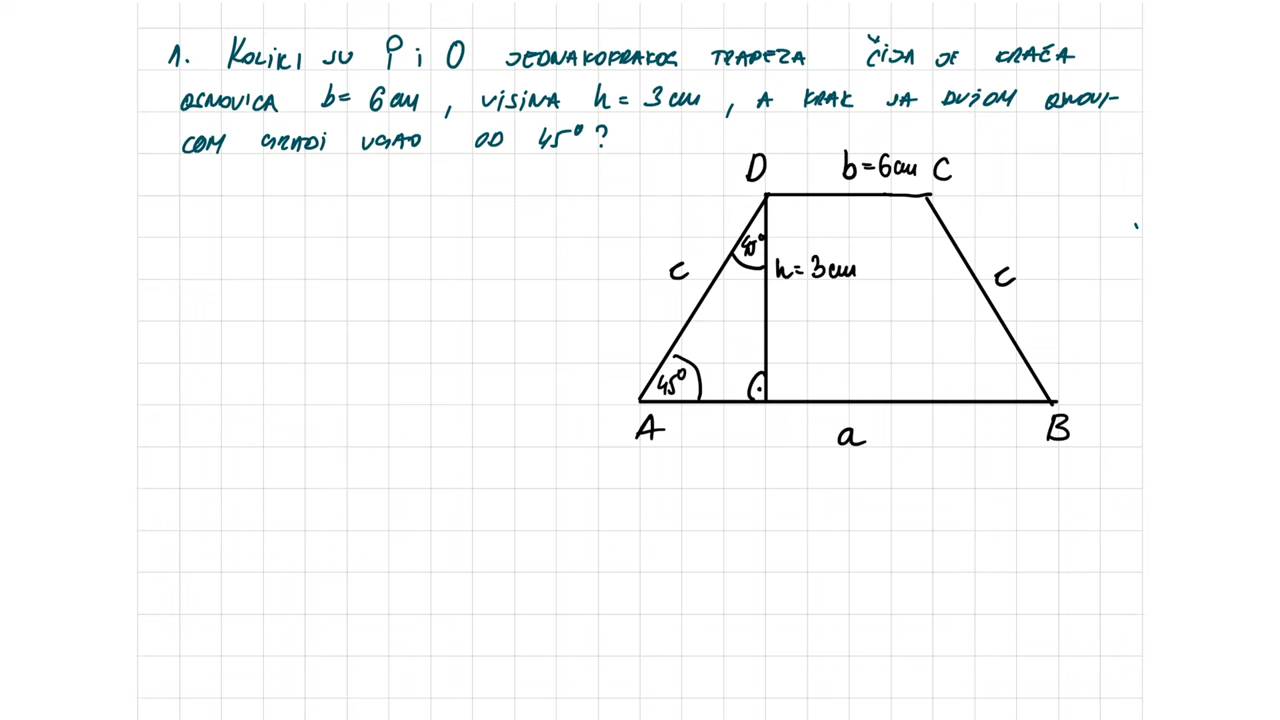 1. KOLIKI SU P i O JEDNAKOKRAKOG TRAPEZA ČIJA JE KRAĆA
OSNOVICA b = 6 cm, VISINA h = 3 cm, A KRAK SA DUŽOM OSNOVI-
COM GRADI UGAO OD 45°?
D b = 6 cm C
45°
c h = 3 cm c
45°
A a B